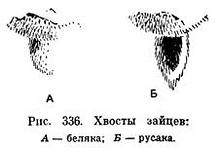 А
Б
Рис. 336. Хвосты зайцев:
А — беляка; Б — русака.